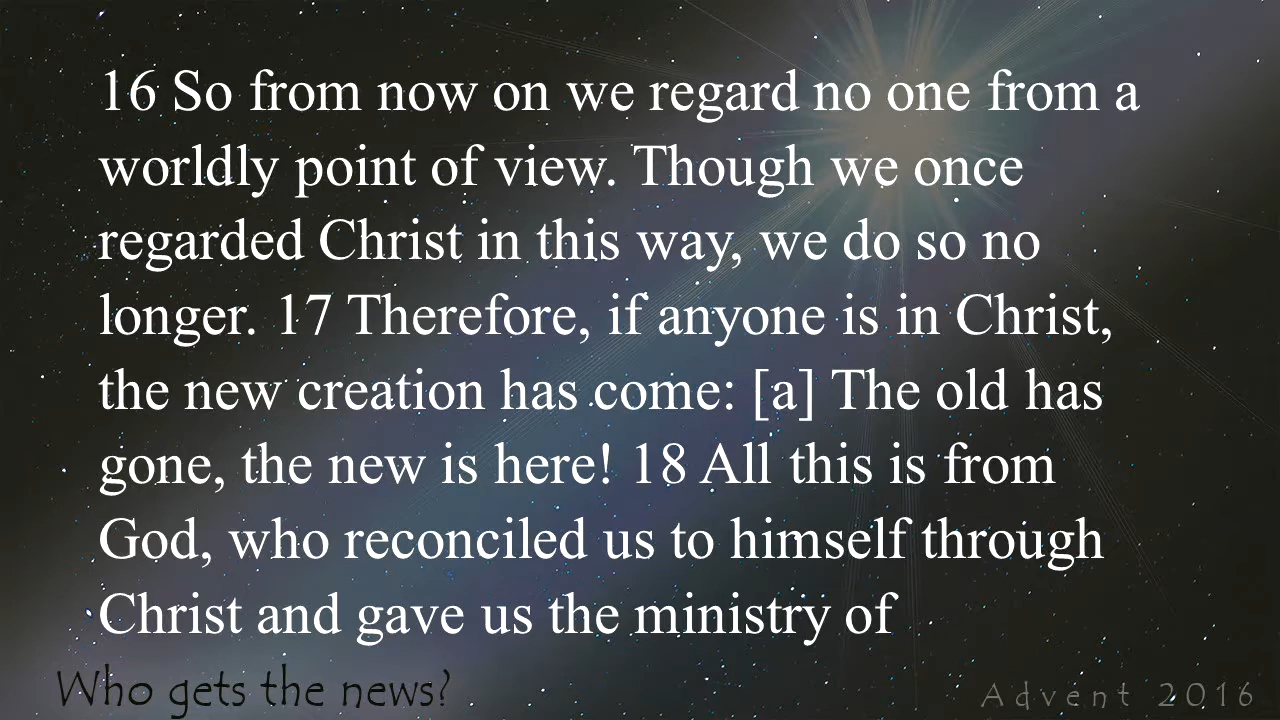 16 So from now on we regard no one from a
worldly point of view. Though we once
regarded Christ in this way, we do so no
longer. 17 Therefore, if anyone is in Christ,
the new creation has come: [a] The old has
gone, the new is here! 18 All this is from
God, who reconciled us to himself through
Christ and gave us the ministry of
Who gets the news?
Advent 2016